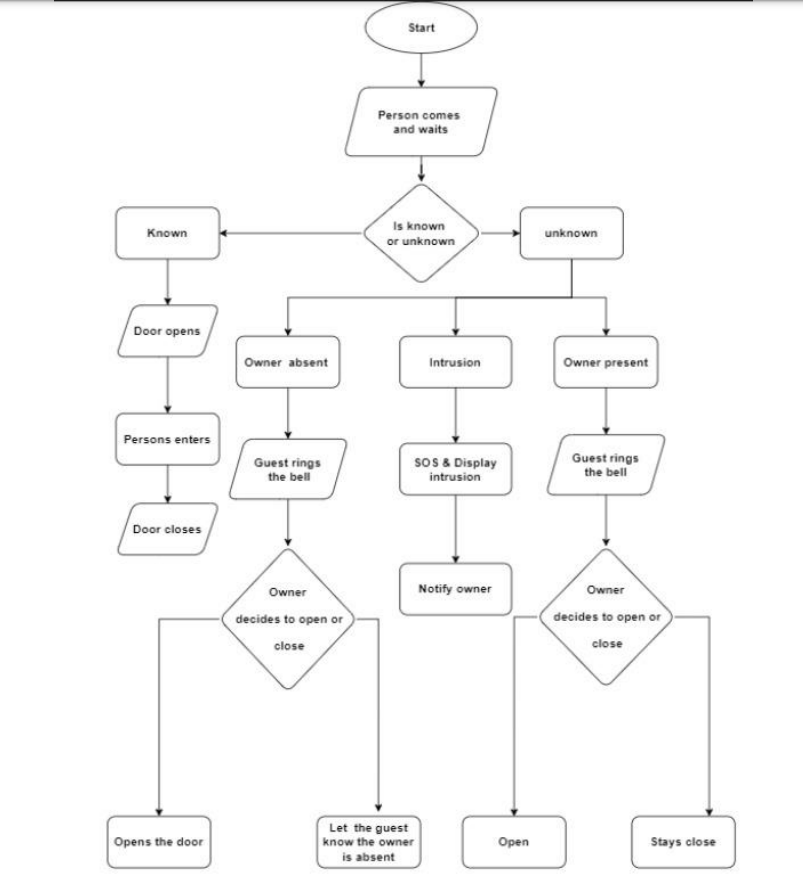 Start
Person comes
and waits
Is known
or unknown
Known
unknown
Door opens
Owner absent
Intrusion
Owner present
Persons enters
Guest rings
the bell
SOS & Display
intrusion
Guest rings
the bell
Door closes
Owner
decides to open or
close
Notify owner
Owner
decides to open or
close
Opens the door
Let the guest
know the owner
is absent
Open
Stays close